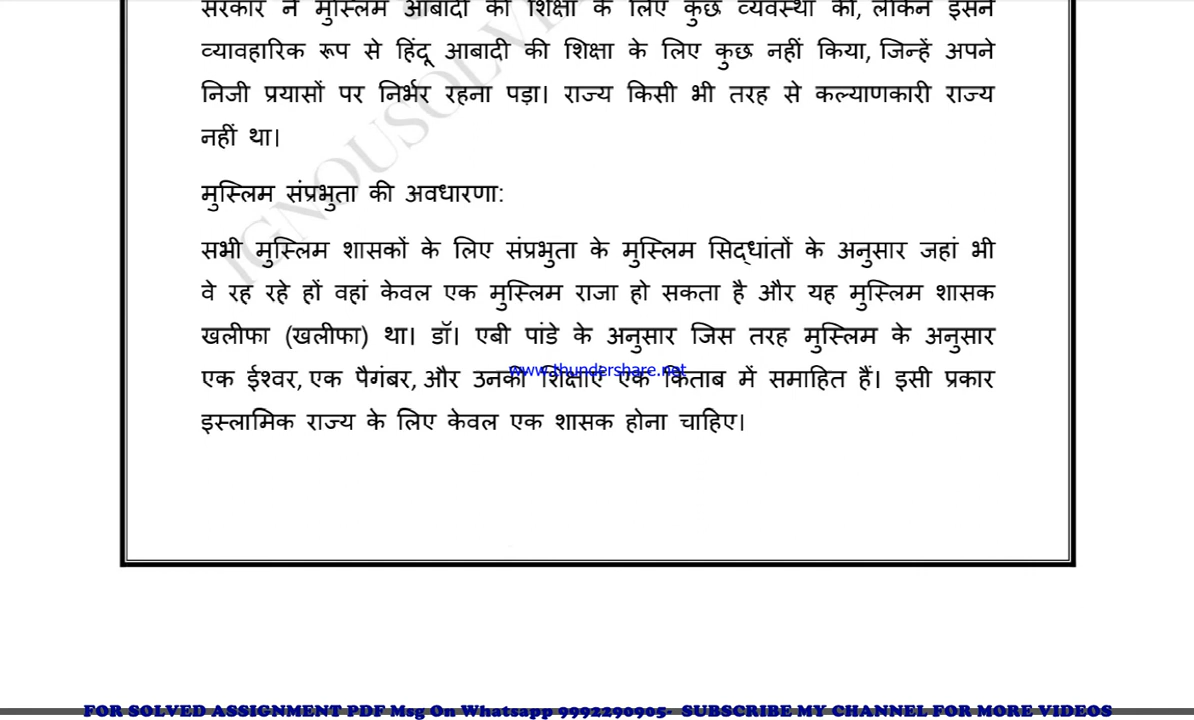 सरकार ने मुस्लिम आबादी की शिक्षा के लिए कुछ व्यवस्था की, लेकिन इसने
व्यावहारिक रूप से हिंदू आबादी की शिक्षा के लिए कुछ नहीं किया, जिन्हें अपने
निजी प्रयासों पर निर्भर रहना पड़ा। राज्य किसी भी तरह से कल्याणकारी राज्य
नहीं था।
मुस्लिम संप्रभुता की अवधारणा:
सभी मुस्लिम शासकों के लिए संप्रभुता के मुस्लिम सिद्धांतों के अनुसार जहां भी
वे रह रहे हों वहां केवल एक मुस्लिम राजा हो सकता है और यह मुस्लिम शासक
खलीफा (खलीफा) था। डॉ। एबी पांडे के अनुसार जिस तरह मुस्लिम के अनुसार
एक ईश्वर, एक पैगंबर, और उनकी शिक्षाएं एक किताब में समाहित हैं। इसी प्रकार
www.thundershare.net
इस्लामिक राज्य के लिए केवल एक शासक होना चाहिए।
FOR SOLVED ASSIGNMENT PDF Msg On Whatsapp 9992290905- SUBSCRIBE MY CHANNEL FOR MORE VIDEOS